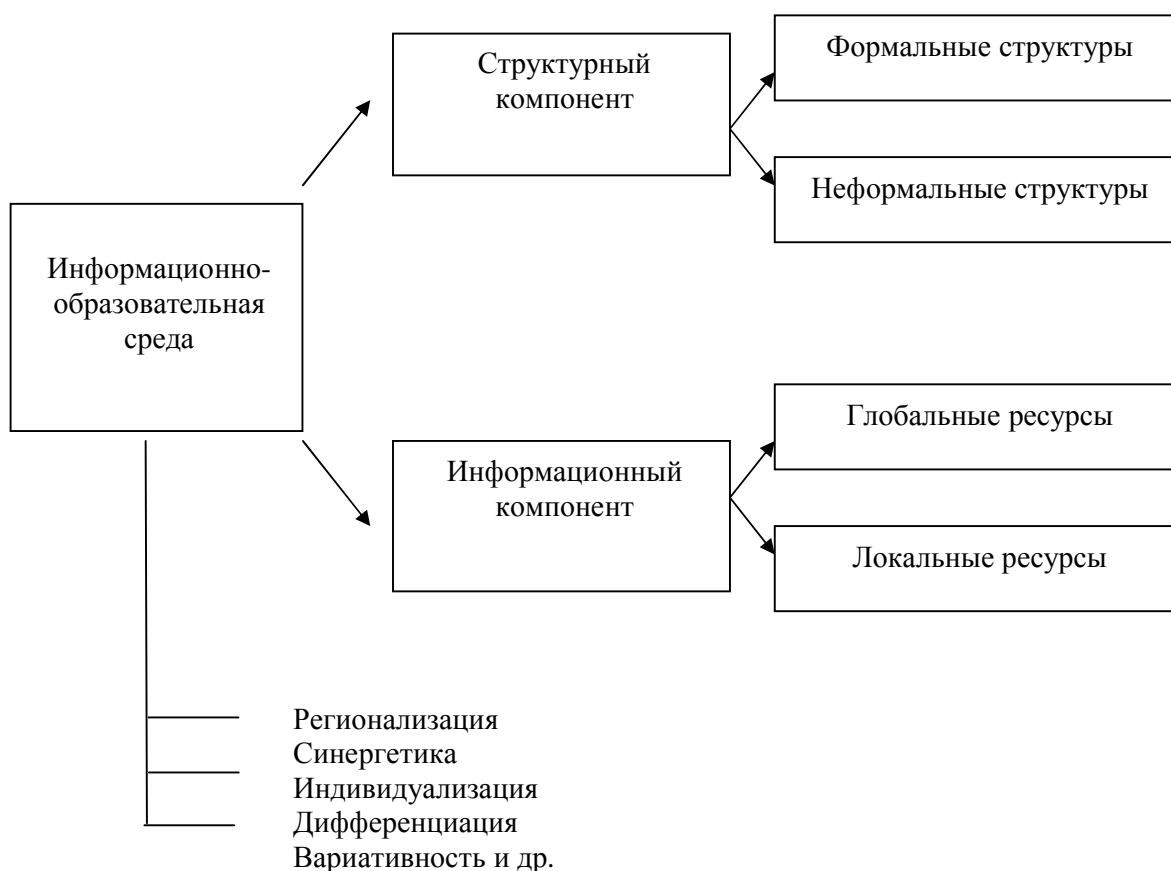 Формальные структуры
Структурный
компонент
Неформальные структуры
Информационно-
образовательная
среда
Глобальные ресурсы
Информационный
компонент
Локальные ресурсы
Регионализация
Синергетика
Индивидуализация
Дифференциация
Вариативность и др.